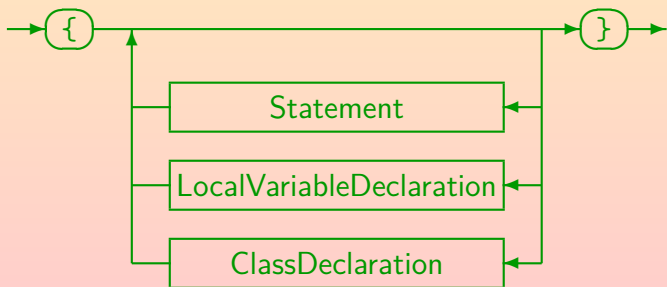 { }
Statement
LocalVariableDeclaration
ClassDeclaration